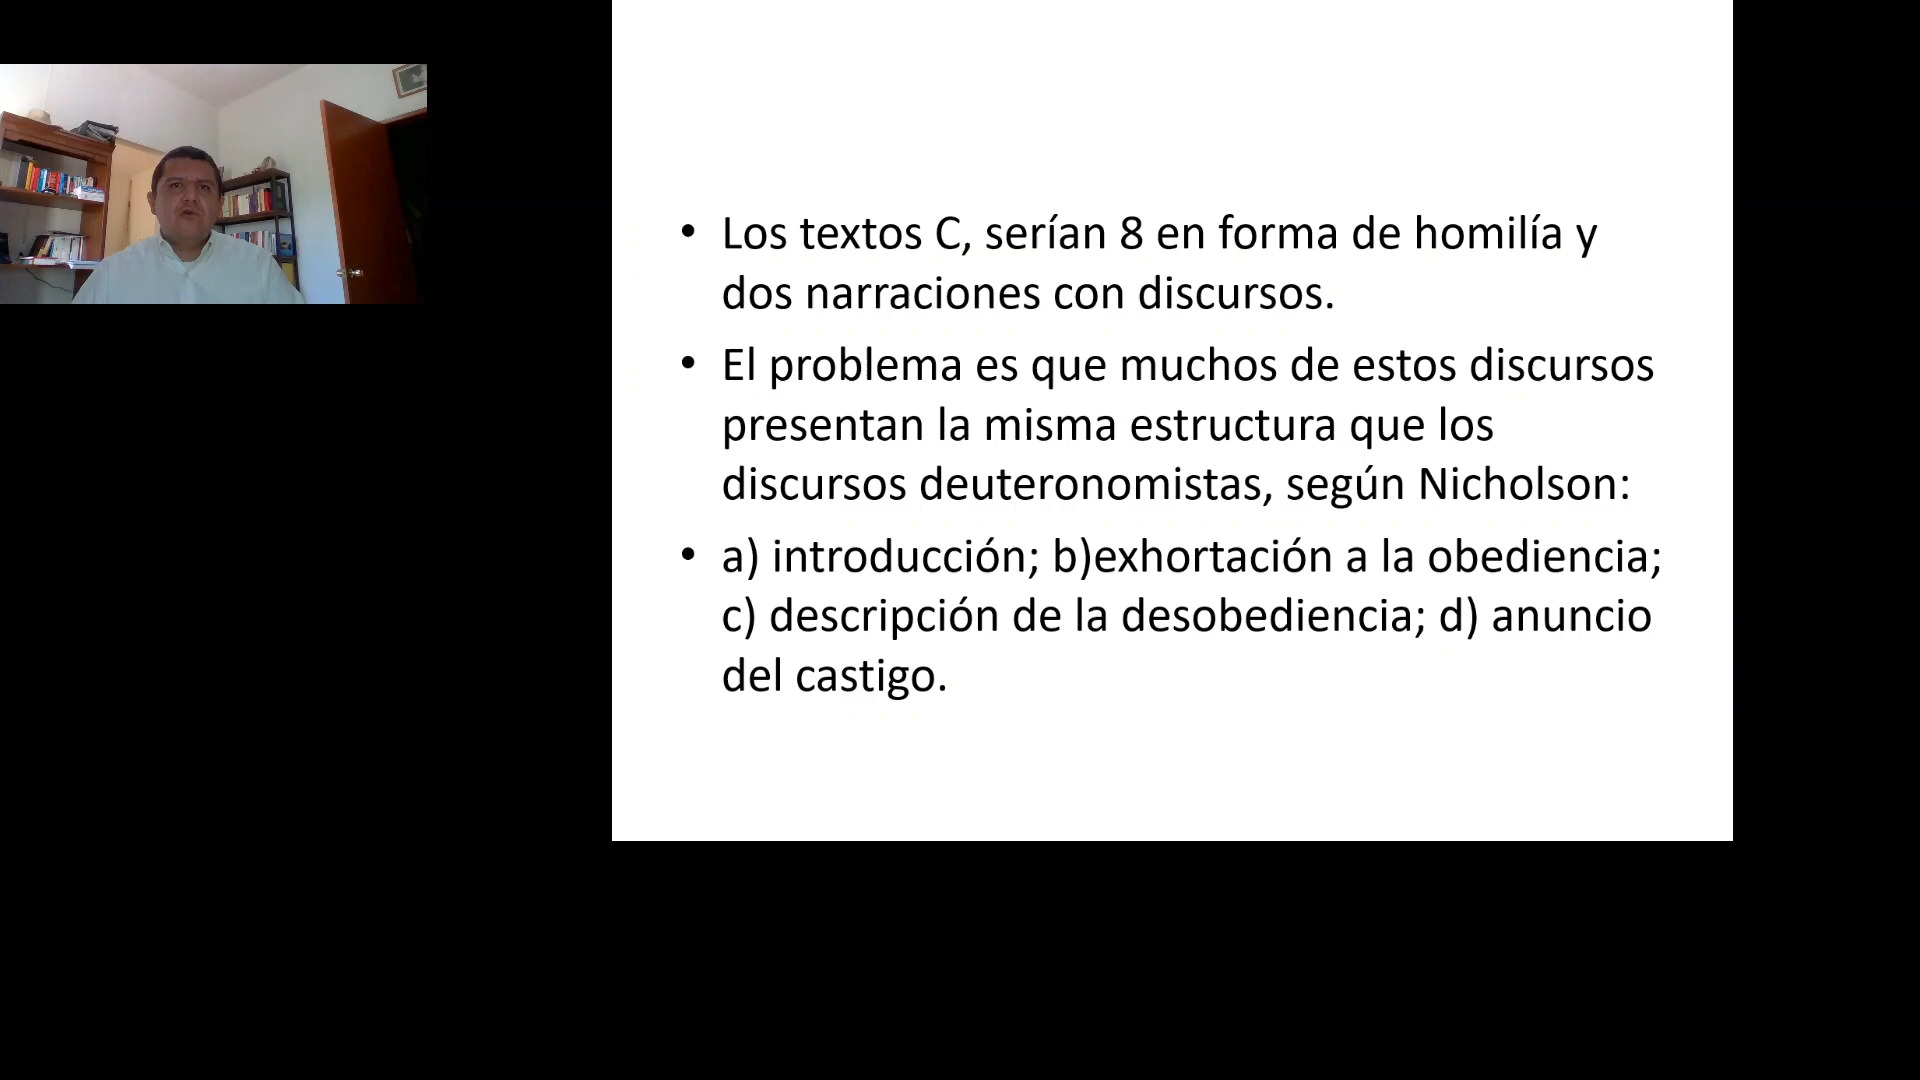 • Los textos C, serían 8 en forma de homilía y
dos narraciones con discursos.
• El problema es que muchos de estos discursos
presentan la misma estructura que los
discursos deuteronomistas, según Nicholson:
• a) introducción; b)exhortación a la obediencia;
c) descripción de la desobediencia; d) anuncio
del castigo.